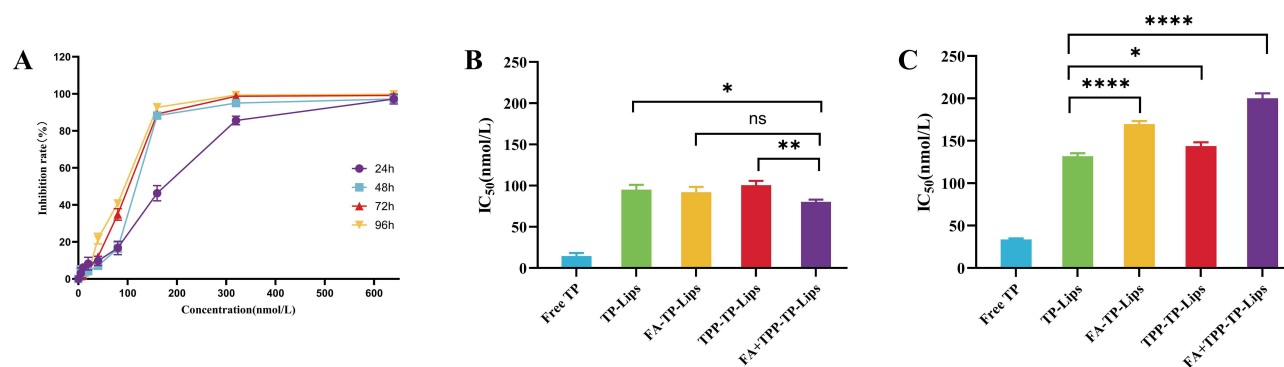 A
Inhibition rate(%)
120
100
80
60
40
20
0
0
100
200
300
400
500
600
Concentration(nmol/L)
24h
48h
72h
96h
B
IC50(nmol/L)
250
200
150
100
50
0
*
ns
**
Free TP
TP-Lips
FA-TP-Lips
TPP-TP-Lips
FA+TPP-TP-Lips
C
IC50(nmol/L)
250
200
150
100
50
0
****
*
****
Free TP
TP-Lips
FA-TP-Lips
TPP-TP-Lips
FA+TPP-TP-Lips